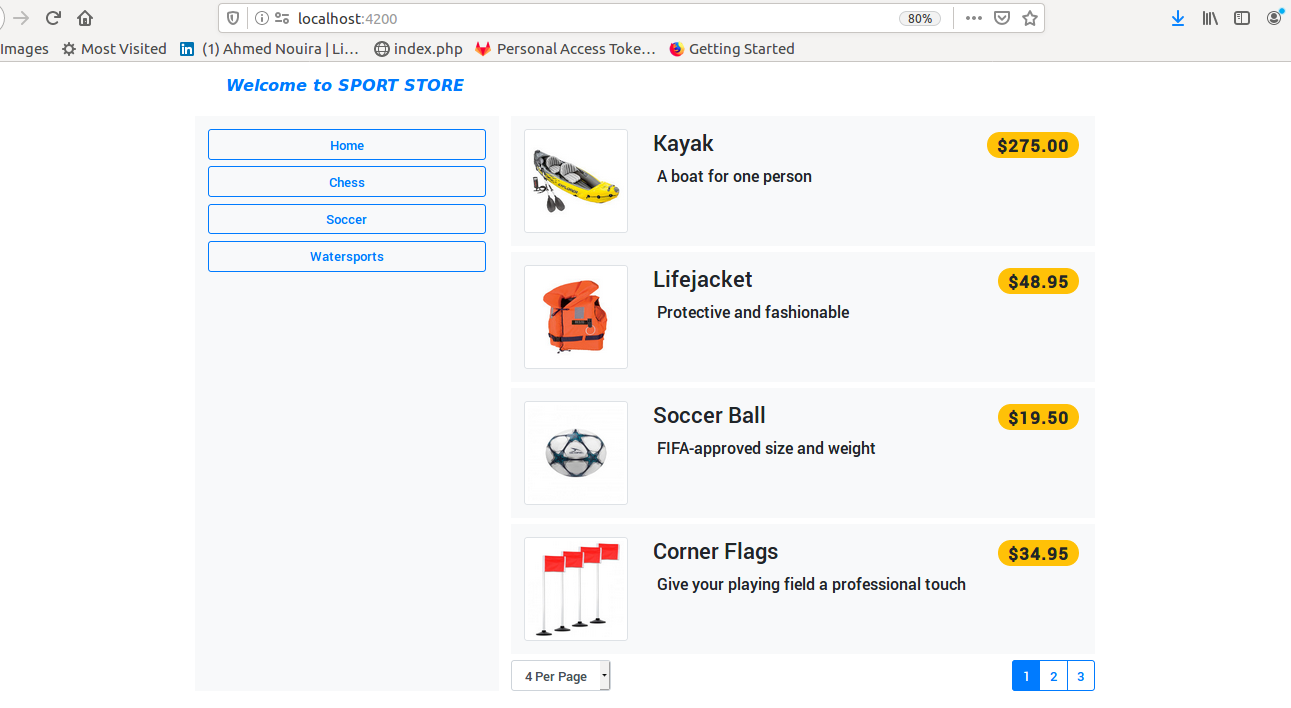 localhost:4200
80%
Images Most Visited (1) Ahmed Nouira | Li… index.php Personal Access Toke… Getting Started
Welcome to SPORT STORE
Home
Chess
Soccer
Watersports
Kayak $275.00
A boat for one person
Lifejacket $48.95
Protective and fashionable
Soccer Ball $19.50
FIFA-approved size and weight
Corner Flags $34.95
Give your playing field a professional touch
4 Per Page 1 2 3